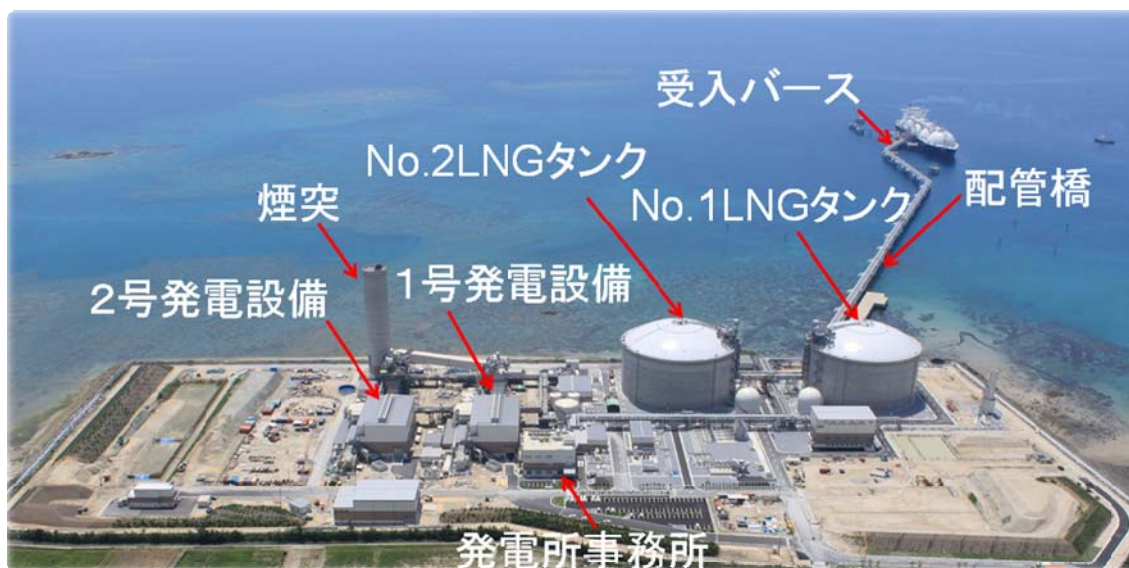 受入バース
No.2LNGタンク
煙突
No.1LNGタンク
配管橋
2号発電設備
1号発電設備
発電所事務所